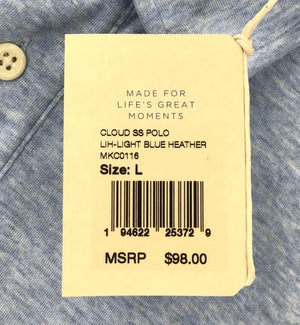 MADE FOR
LIFE'S GREAT
MOMENTS
CLOUD SS POLO
LIH-LIGHT BLUE HEATHER
MKC0116
Size: L
1 94622 25372 9
MSRP $98.00